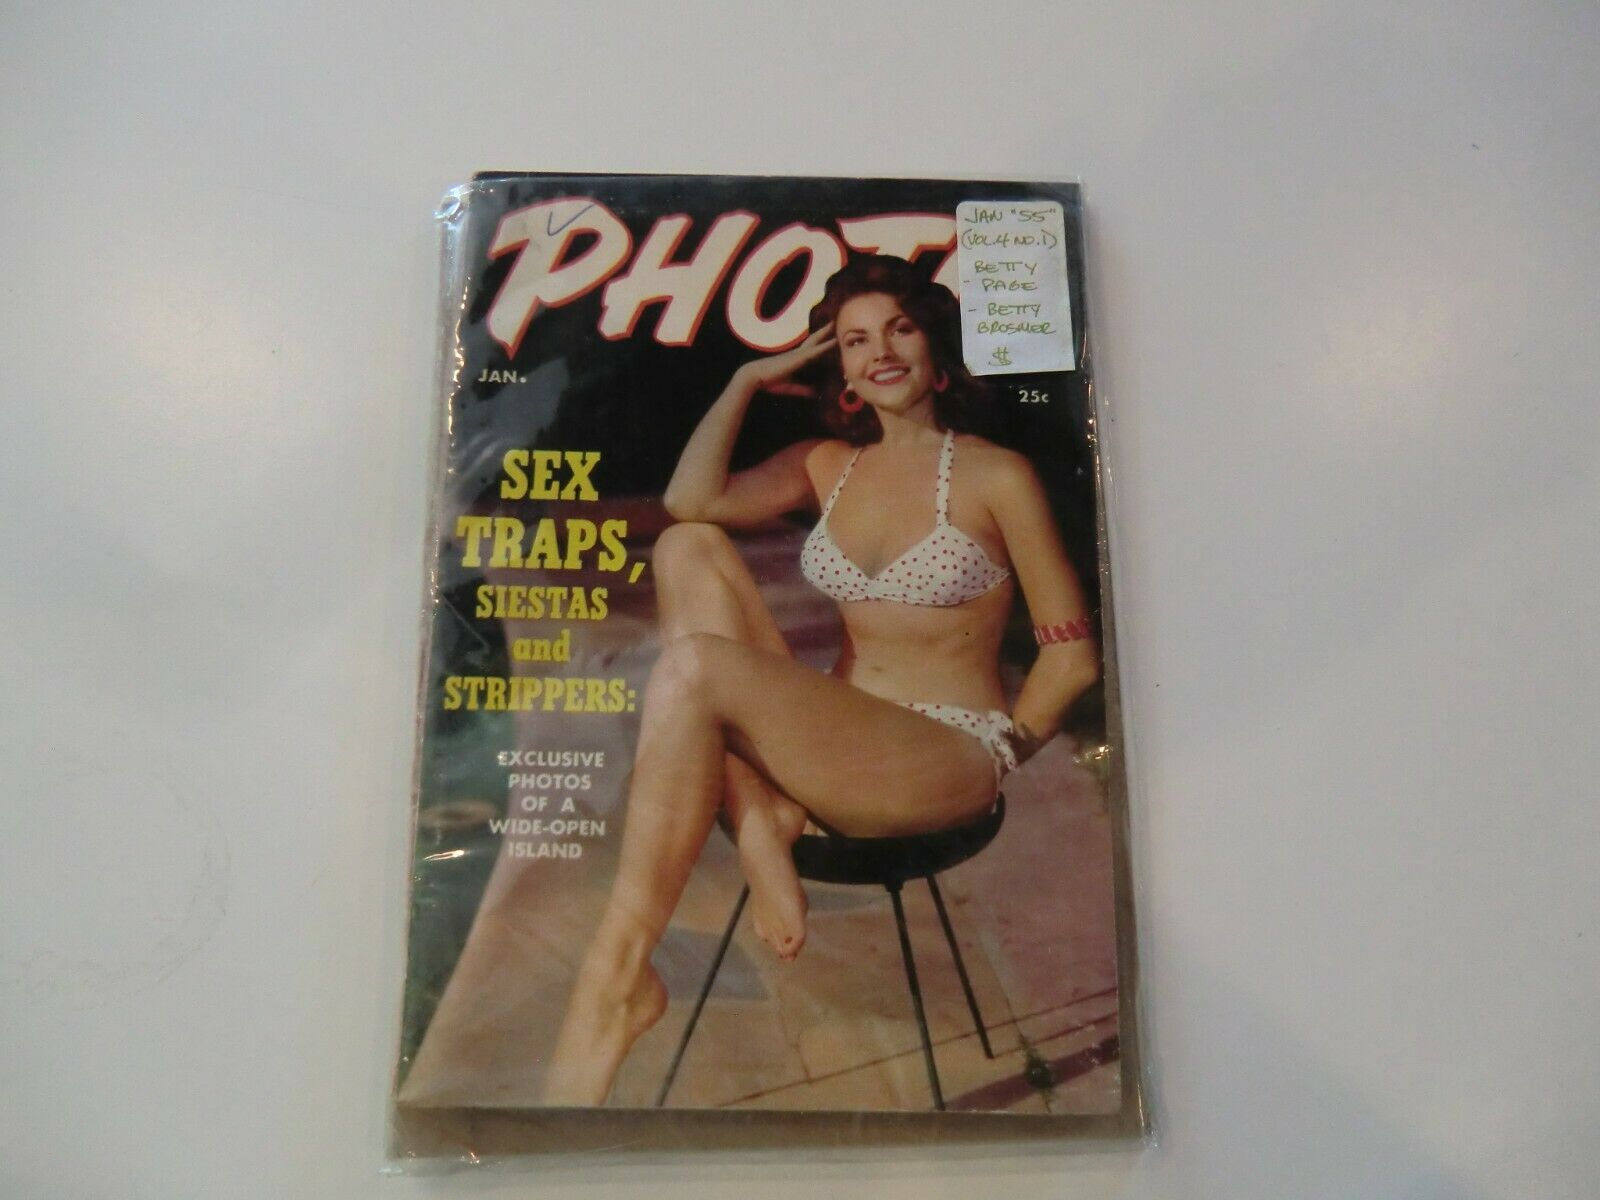 PHOTO
JAN "55"
(VOL.4 NO.1)
BETTY
- PAGE
- BETTY
BROSMER
$
JAN.
25c
SEX
TRAPS,
SIESTAS
and
STRIPPERS:
EXCLUSIVE
PHOTOS
OF A
WIDE-OPEN
ISLAND